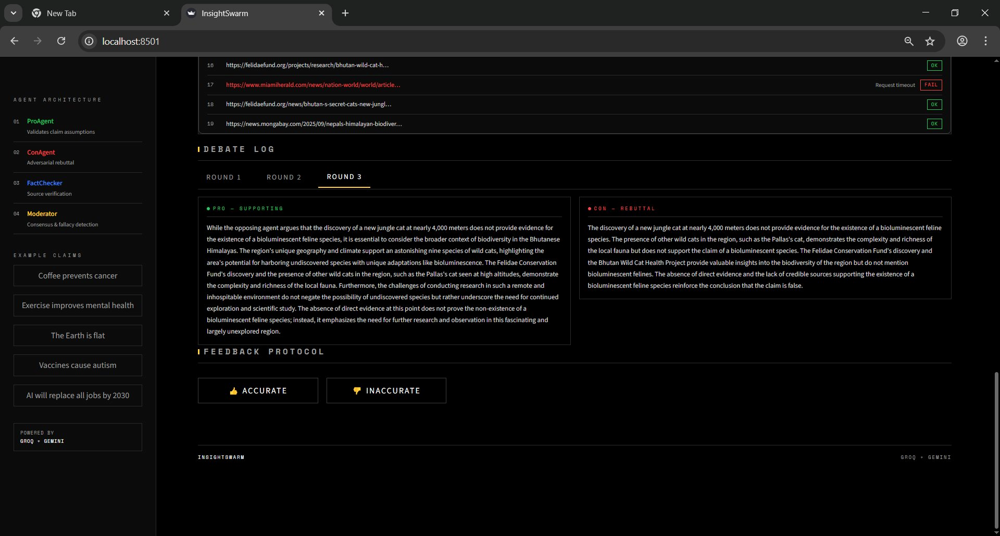 New Tab
InsightSwarm
localhost:8501
AGENT ARCHITECTURE
01 ProAgent
Validates claim assumptions
02 ConAgent
Adversarial rebuttal
03 FactChecker
Source verification
04 Moderator
Consensus & fallacy detection
EXAMPLE CLAIMS
Coffee prevents cancer
Exercise improves mental health
The Earth is flat
Vaccines cause autism
AI will replace all jobs by 2030
POWERED BY
GROQ + GEMINI
16 https://felidaefund.org/projects/research/bhutan-wild-cat-h... OK
17 https://www.miamiherald.com/news/nation-world/world/article... Request timeout FAIL
18 https://felidaefund.org/news/bhutan-s-secret-cats-new-jungl... OK
19 https://news.mongabay.com/2025/09/nepals-himalayan-biodiver... OK
DEBATE LOG
ROUND 1 ROUND 2 ROUND 3
PRO — SUPPORTING
While the opposing agent argues that the discovery of a new jungle cat at nearly 4,000 meters does not provide evidence for
the existence of a bioluminescent feline species, it is essential to consider the broader context of biodiversity in the Bhutanese
Himalayas. The region's unique geography and climate support an astonishing nine species of wild cats, highlighting the
area's potential for harboring undiscovered species with unique adaptations like bioluminescence. The Felidae Conservation
Fund's discovery and the presence of other wild cats in the region, such as the Pallas's cat seen at high altitudes, demonstrate
the complexity and richness of the local fauna. Furthermore, the challenges of conducting research in such a remote and
inhospitable environment do not negate the possibility of undiscovered species but rather underscore the need for continued
exploration and scientific study. The absence of direct evidence at this point does not prove the non-existence of a
bioluminescent feline species; instead, it emphasizes the need for further research and observation in this fascinating and
largely unexplored region.
CON — REBUTTAL
The discovery of a new jungle cat at nearly 4,000 meters does not provide evidence for the existence of a bioluminescent feline
species. The presence of other wild cats in the region, such as the Pallas's cat, demonstrates the complexity and richness of
the local fauna but does not support the claim of a bioluminescent species. The Felidae Conservation Fund's discovery and
the Bhutan Wild Cat Health Project provide valuable insights into the biodiversity of the region but do not mention
bioluminescent felines. The absence of direct evidence and the lack of credible sources supporting the existence of a
bioluminescent feline species reinforce the conclusion that the claim is false.
FEEDBACK PROTOCOL
👍 ACCURATE
👎 INACCURATE
INSIGHTSWARM
GROQ + GEMINI